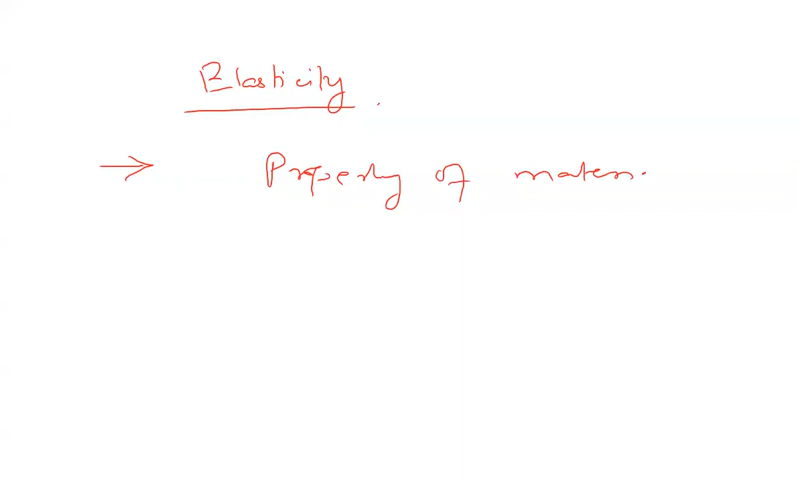 Elasticity .
→ Property of mater